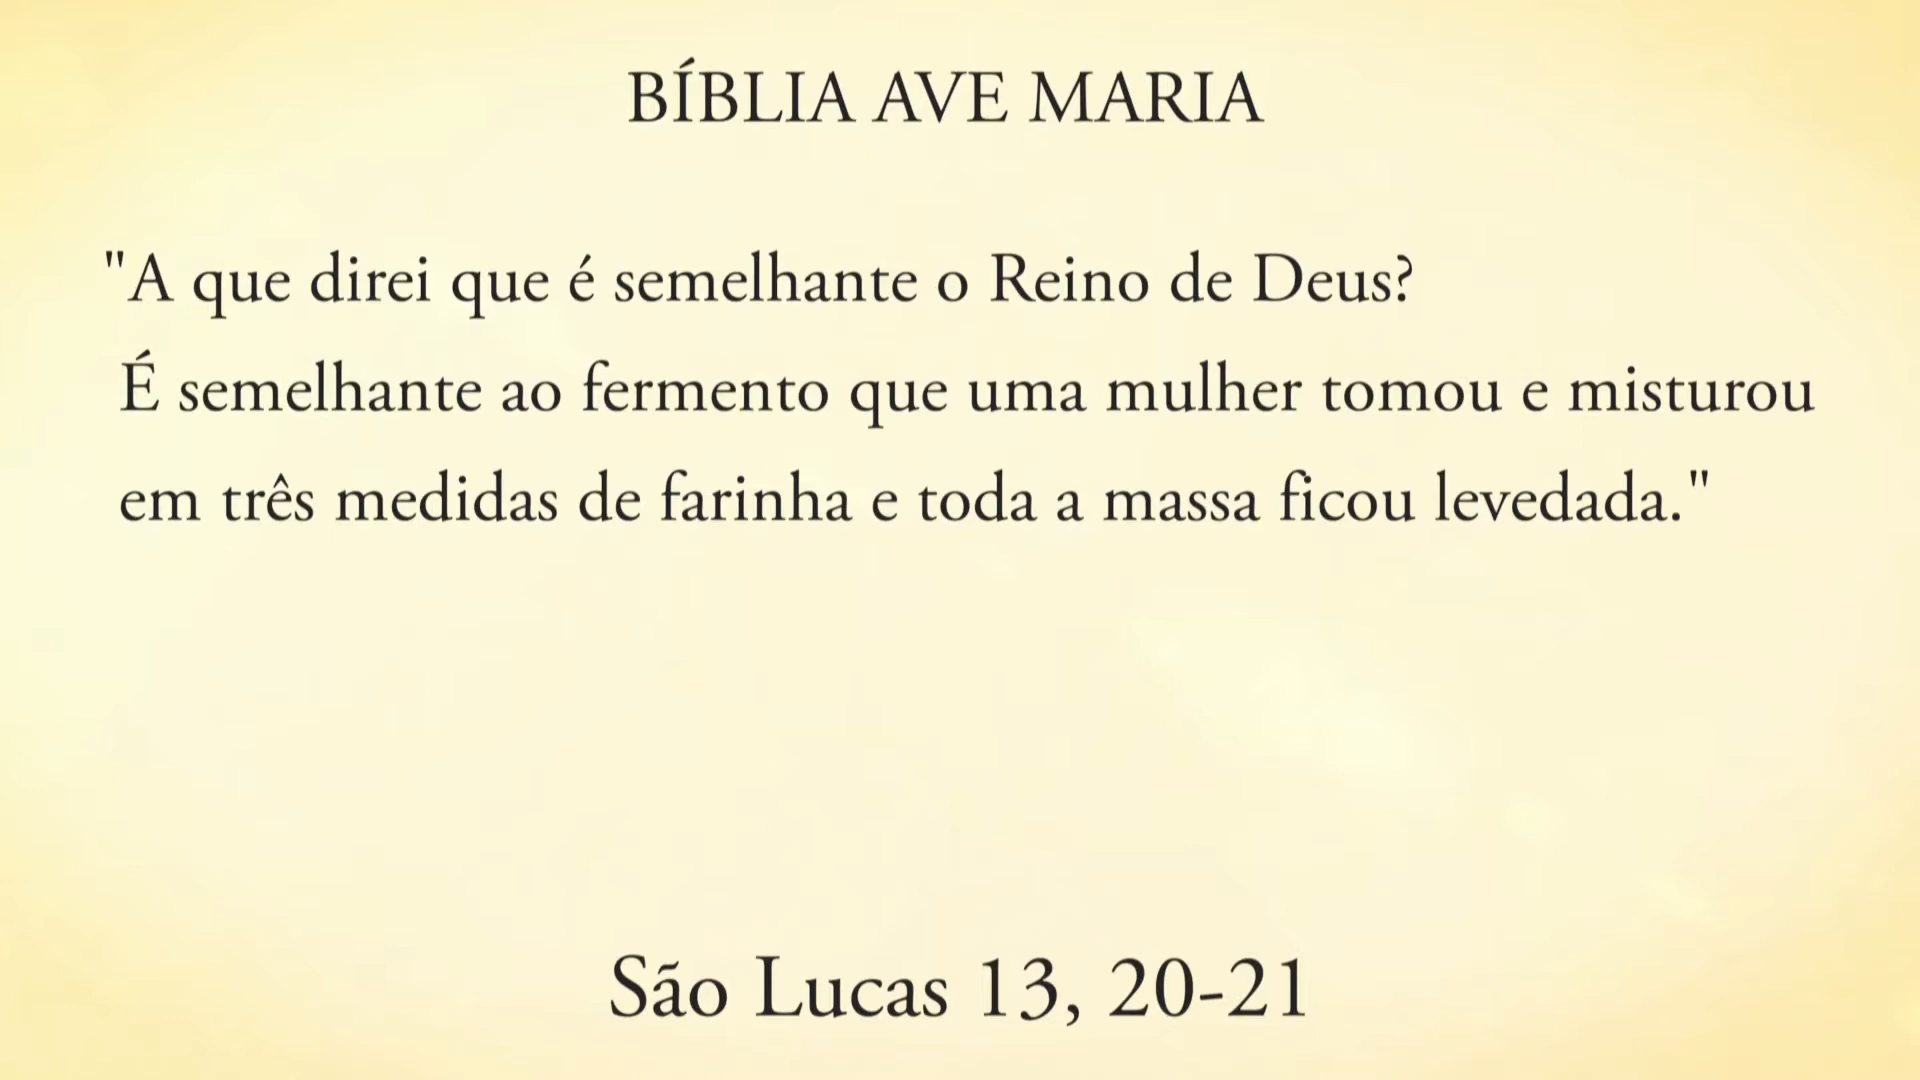 BÍBLIA AVE MARIA
"A que direi que é semelhante o Reino de Deus?
É semelhante ao fermento que uma mulher tomou e misturou
em três medidas de farinha e toda a massa ficou levedada."
São Lucas 13, 20-21